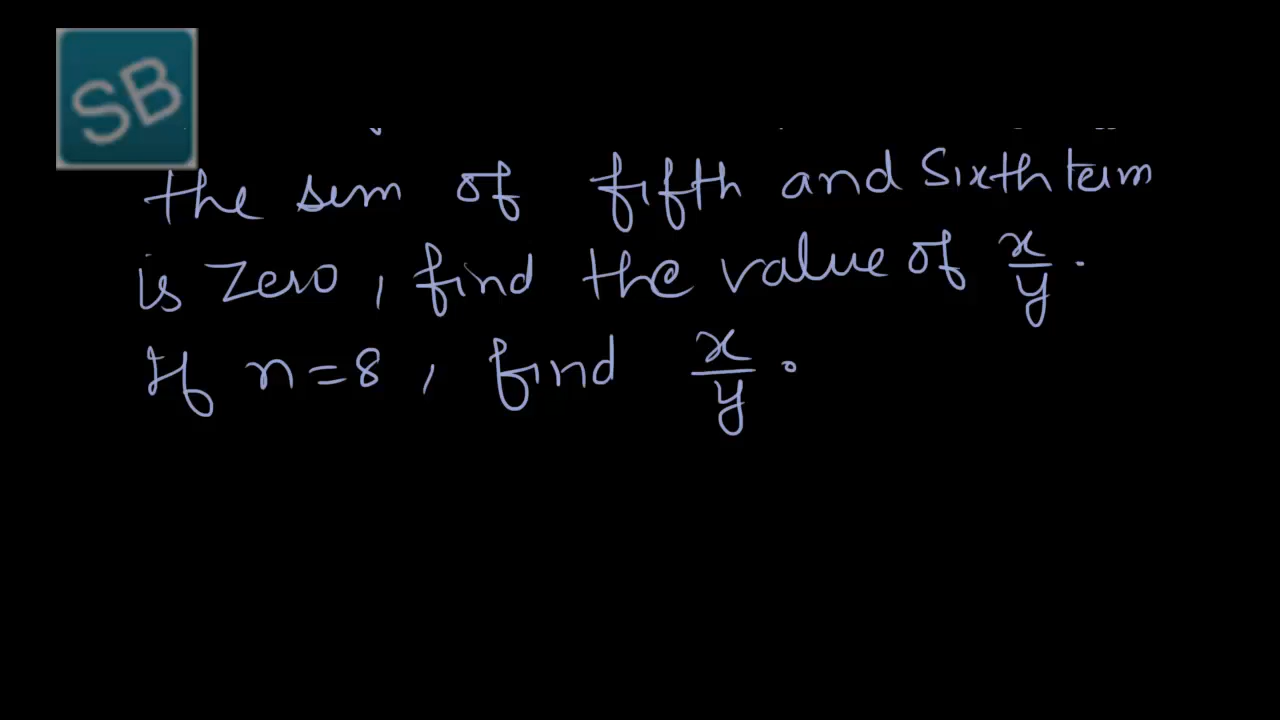 SB
the sum of fifth and Sixth term
is Zero, find the value of x/y.
If n=8, find x/y.